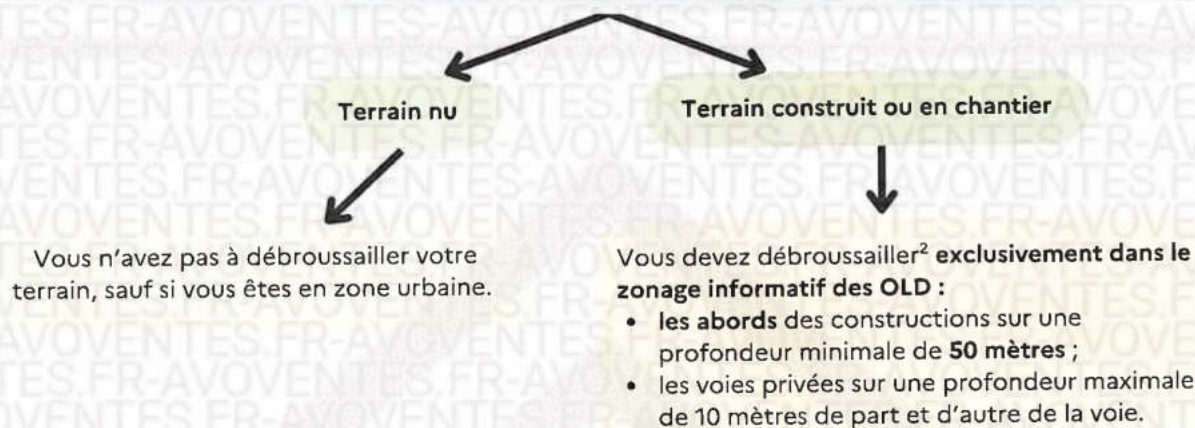 Terrain nu
Terrain construit ou en chantier
Vous n'avez pas à débroussailler votre
terrain, sauf si vous êtes en zone urbaine.
Vous devez débroussailler² exclusivement dans le
zonage informatif des OLD :
• les abords des constructions sur une
profondeur minimale de 50 mètres ;
• les voies privées sur une profondeur maximale
de 10 mètres de part et d'autre de la voie.